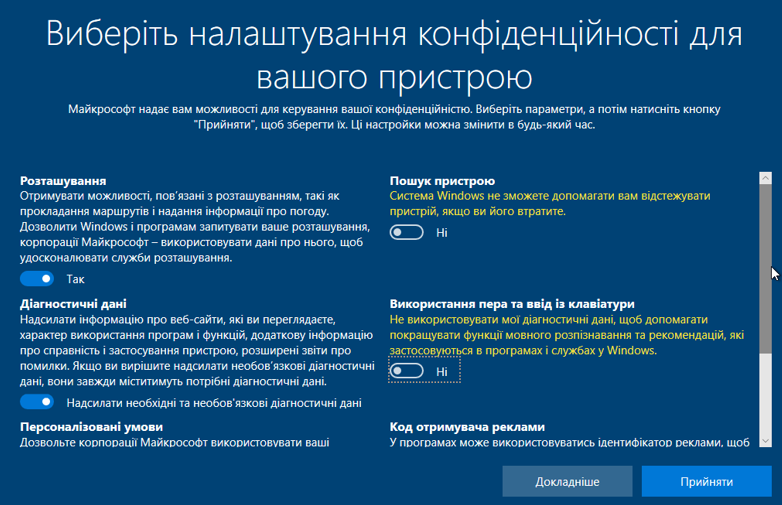 Виберіть налаштування конфіденційності для
вашого пристрою
Майкрософт надає вам можливості для керування вашої конфіденційністю. Виберіть параметри, а потім натисніть кнопку
"Прийняти", щоб зберегти їх. Ці настройки можна змінити в будь-який час.
Розташування
Отримувати можливості, пов’язані з розташуванням, такі як
прокладання маршрутів і надання інформації про погоду.
Дозволити Windows і програмам запитувати ваше розташування,
корпорації Майкрософт – використовувати дані про нього, щоб
удосконалювати служби розташування.
Так
Діагностичні дані
Надсилати інформацію про веб-сайти, які ви переглядаєте,
характер використання програм і функцій, додаткову інформацію
про справність і застосування пристрою, розширені звіти про
помилки. Якщо ви вирішите надсилати необов’язкові діагностичні
дані, вони завжди міститимуть потрібні діагностичні дані.
Надсилати необхідні та необов'язкові діагностичні дані
Персоналізовані умови
Дозвольте корпорації Майкрософт використовувати ваші
Пошук пристрою
Система Windows не зможете допомагати вам відстежувати
пристрій, якщо ви його втратите.
Ні
Використання пера та ввід із клавіатури
Не використовувати мої діагностичні дані, щоб допомагати
покращувати функції мовного розпізнавання та рекомендацій, які
застосовуються в програмах і службах у Windows.
Ні
Код отримувача реклами
У програмах може використовуватись ідентифікатор реклами, щоб
Докладніше
Прийняти